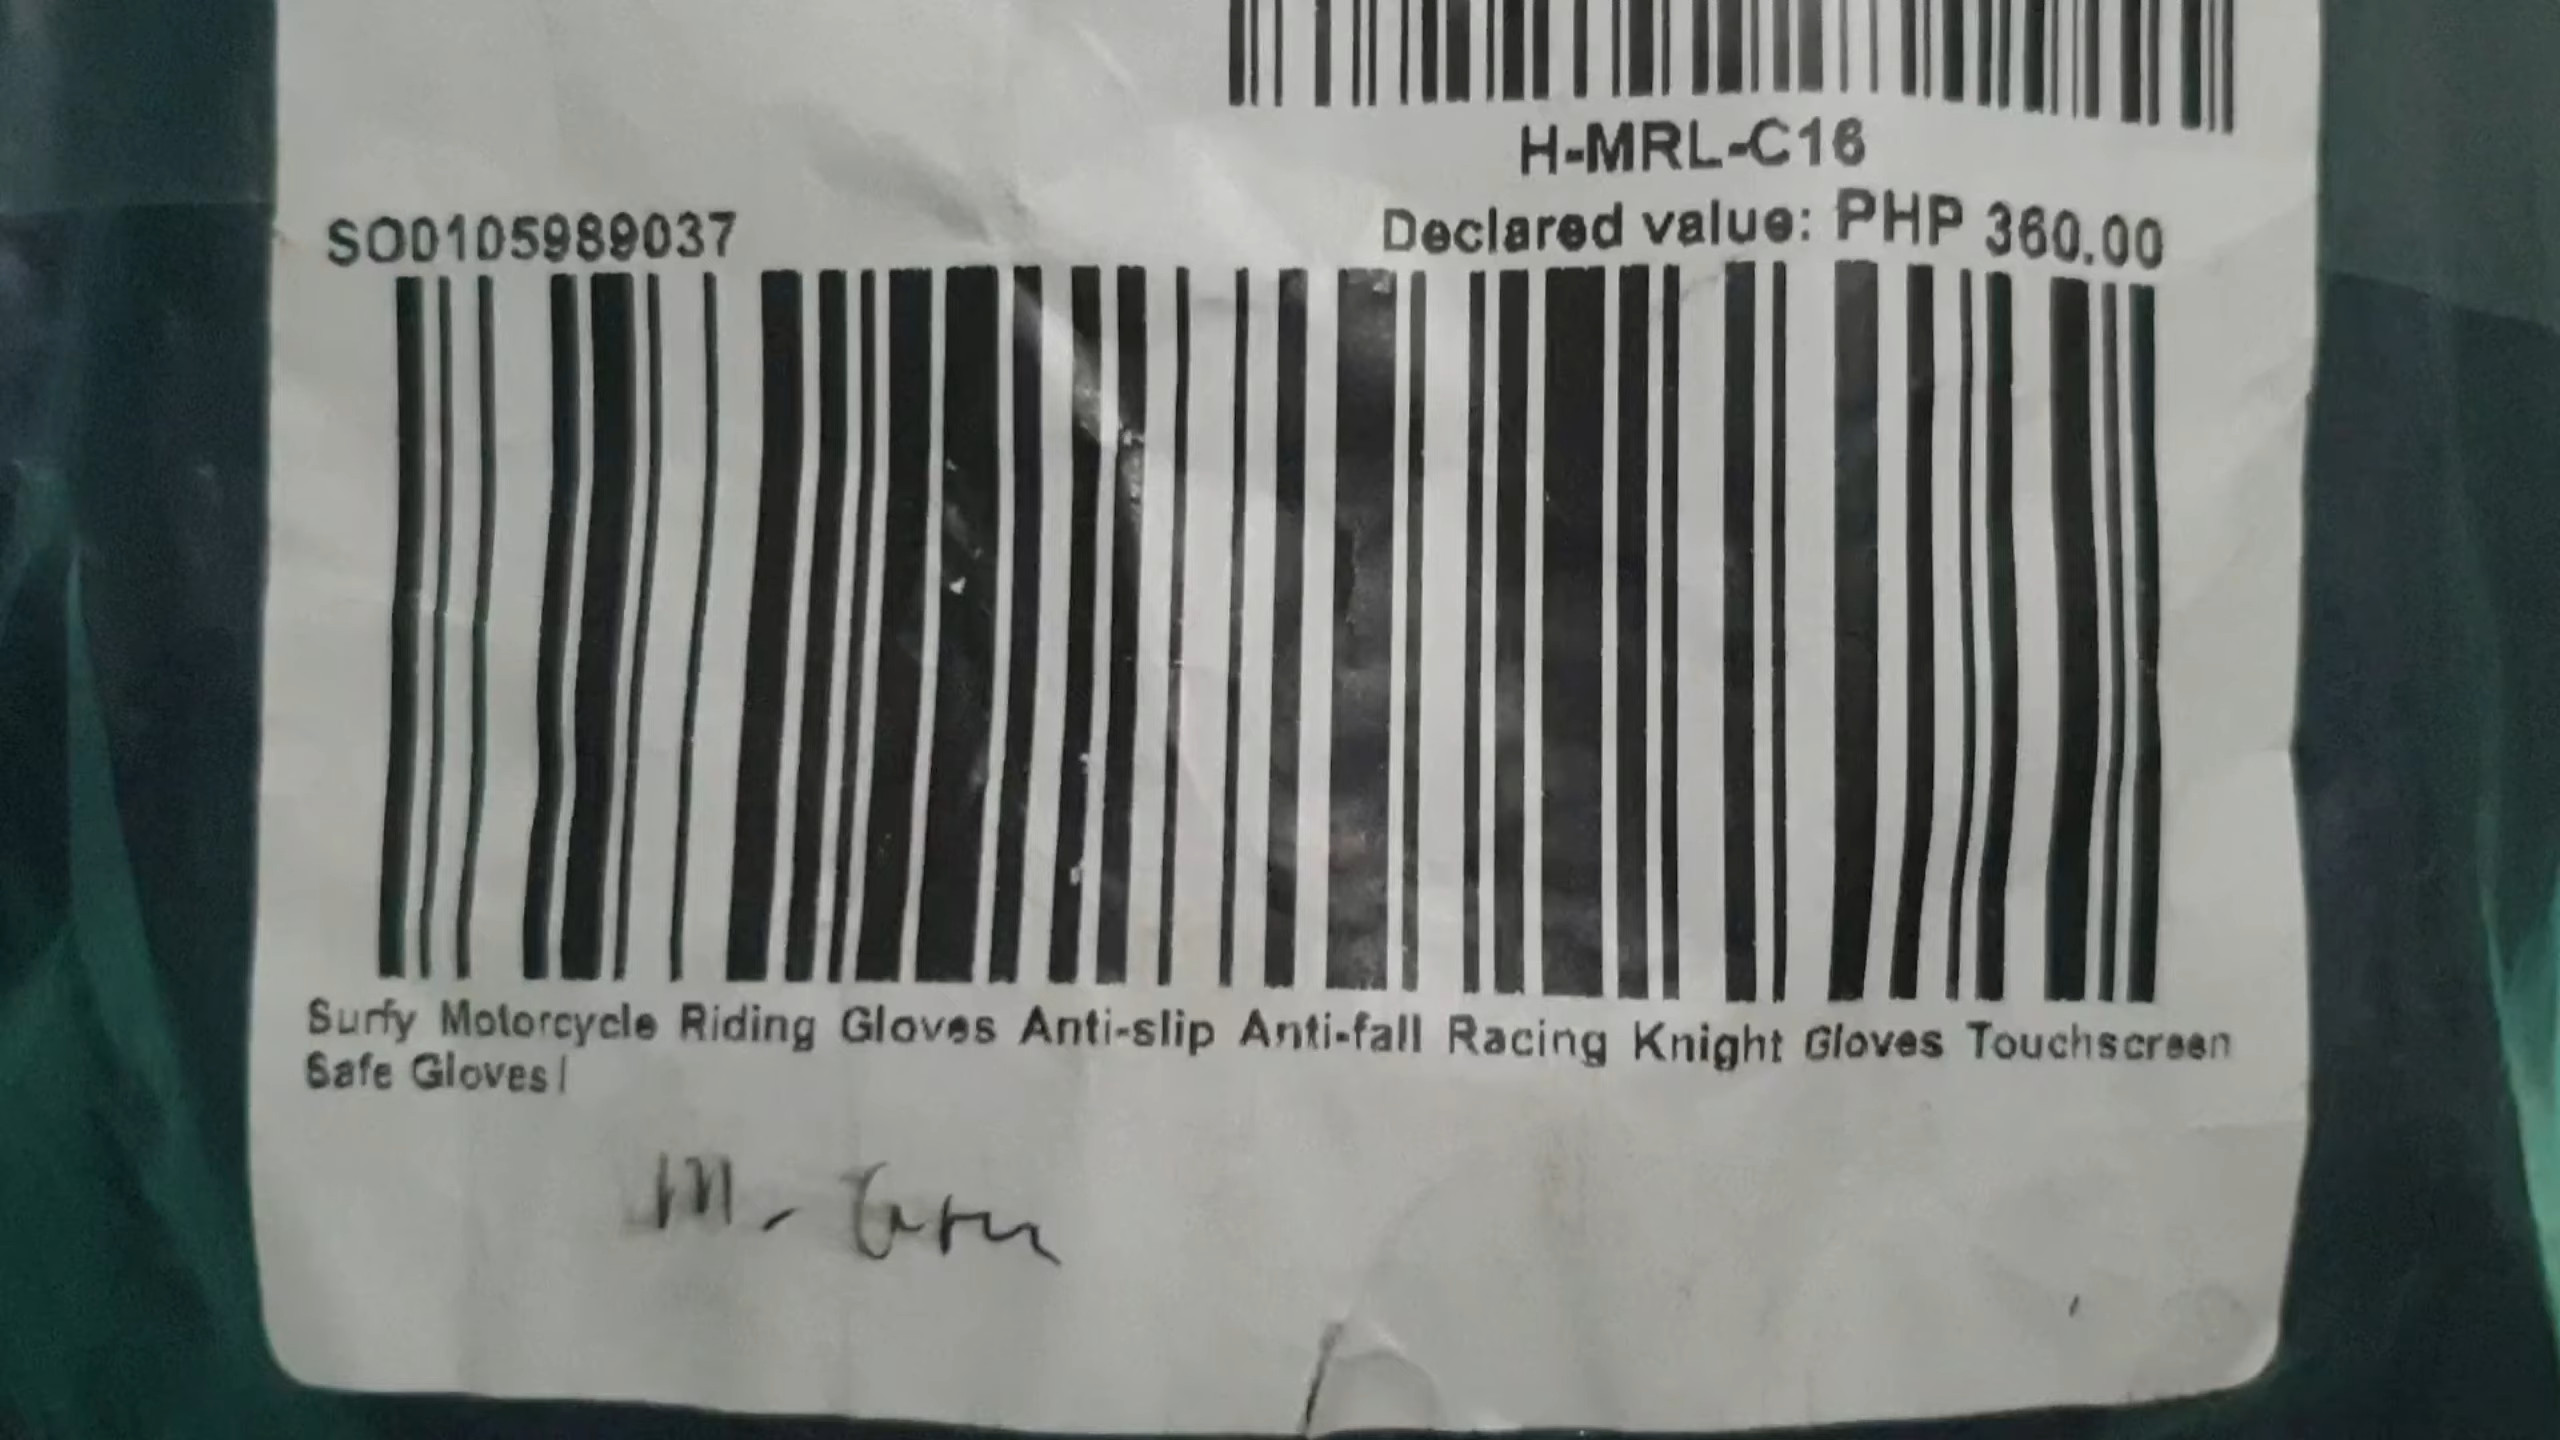 H-MRL-C16
SO0105989037
Declared value: PHP 360.00
Surfy Motorcycle Riding Gloves Anti-slip Anti-fall Racing Knight Gloves Touchscreen
Safe Gloves|